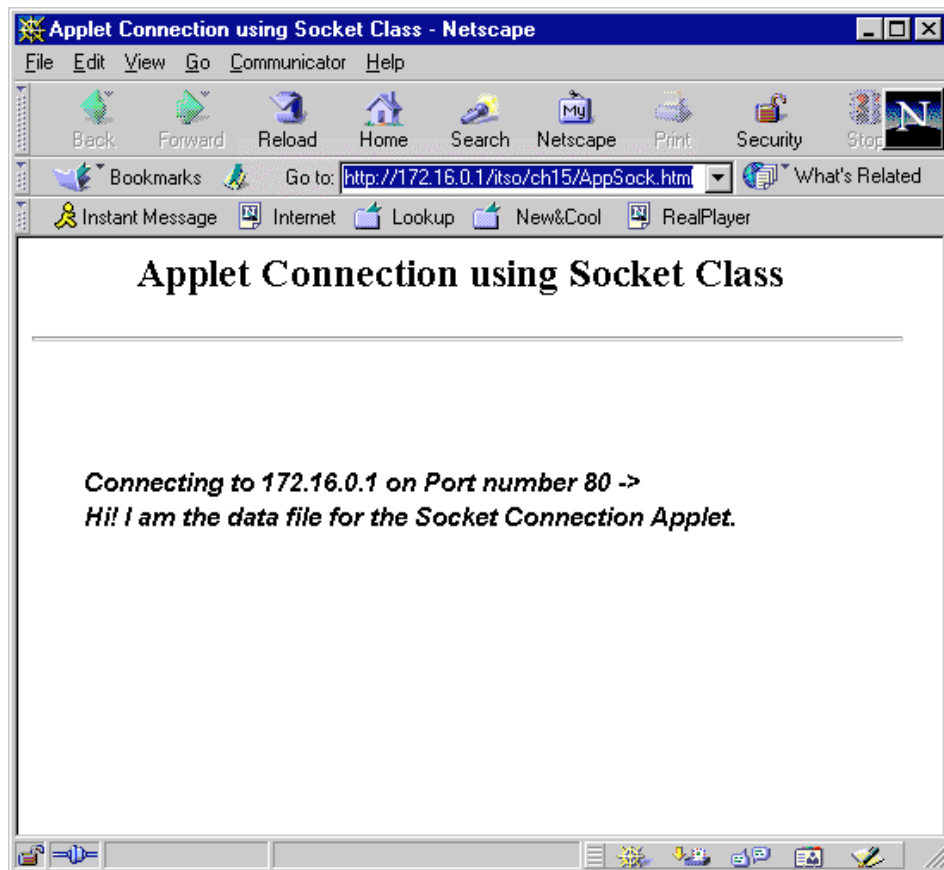 Applet Connection using Socket Class - Netscape
File Edit View Go Communicator Help
Back Forward Reload Home Search Netscape Print Security Stop
My
N
Bookmarks Go to: http://172.16.0.1/itso/ch15/AppSock.htm What's Related
Instant Message Internet Lookup New&Cool RealPlayer
Applet Connection using Socket Class
Connecting to 172.16.0.1 on Port number 80 ->
Hi! I am the data file for the Socket Connection Applet.